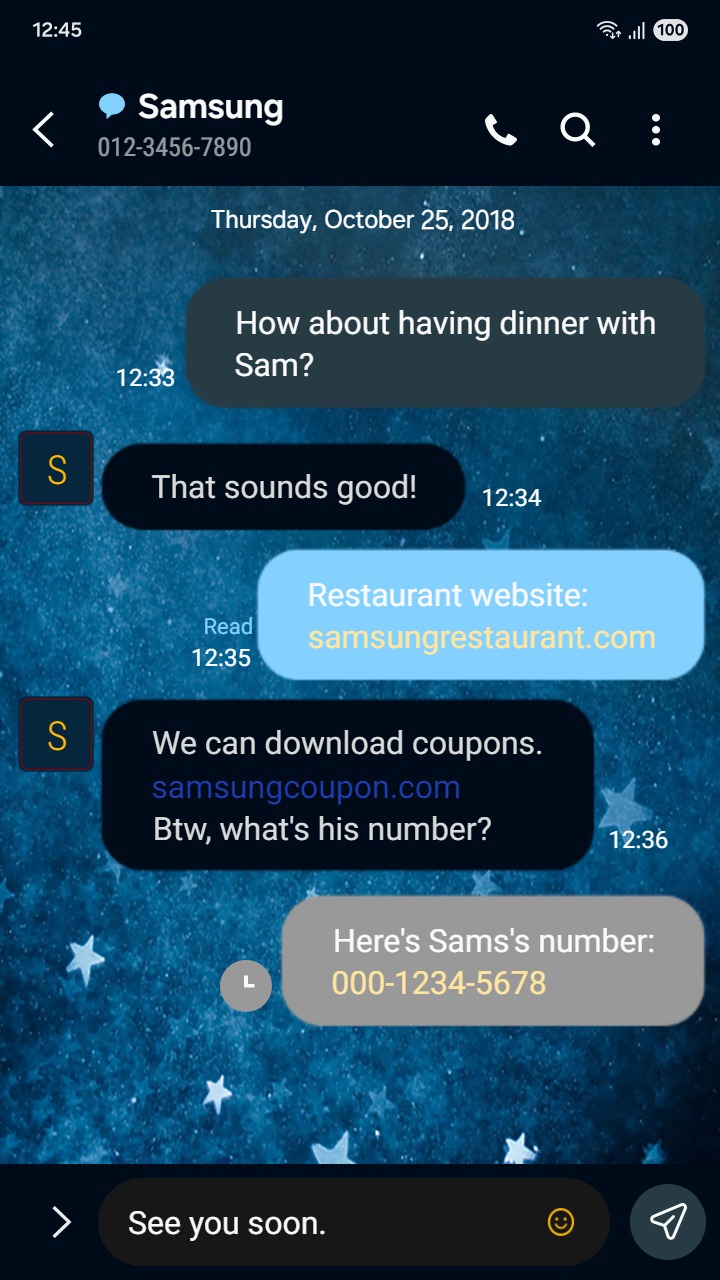 12:45
100
Samsung
012-3456-7890
Thursday, October 25, 2018
How about having dinner with
Sam?
12:33
S
That sounds good!
12:34
Restaurant website:
samsungrestaurant.com
Read
12:35
S
We can download coupons.
samsungcoupon.com
Btw, what's his number?
12:36
Here's Sams's number:
000-1234-5678
See you soon.